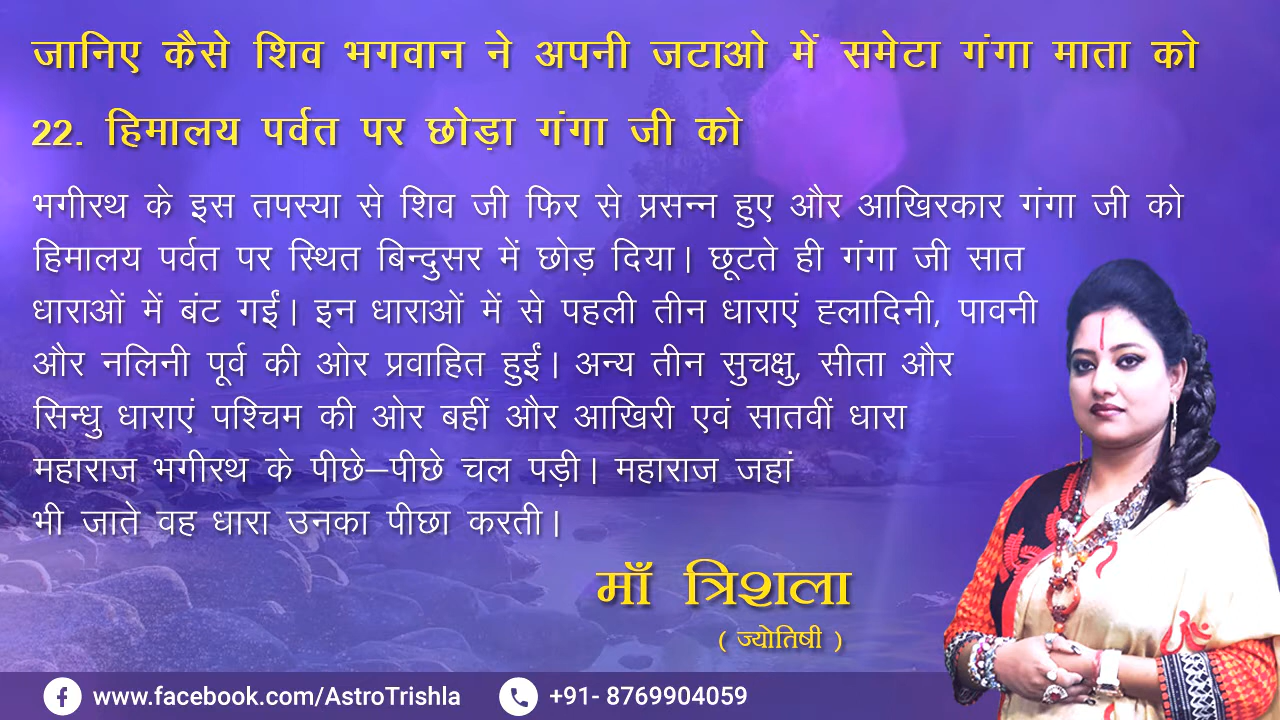 जानिए कैसे शिव भगवान ने अपनी जटाओ में समेटा गंगा माता को
22. हिमालय पर्वत पर छोड़ा गंगा जी को
भगीरथ के इस तपस्या से शिव जी फिर से प्रसन्न हुए और आखिरकार गंगा जी को
हिमालय पर्वत पर स्थित बिन्दुसर में छोड़ दिया। छूटते ही गंगा जी सात
धाराओं में बंट गईं। इन धाराओं में से पहली तीन धाराएं ह्लादिनी, पावनी
और नलिनी पूर्व की ओर प्रवाहित हुईं। अन्य तीन सुचक्षु, सीता और
सिन्धु धाराएं पश्चिम की ओर बहीं और आखिरी एवं सातवीं धारा
महाराज भगीरथ के पीछे–पीछे चल पड़ी। महाराज जहां
भी जाते वह धारा उनका पीछा करती।
माँ त्रिशला
( ज्योतिषी )
www.facebook.com/AstroTrishla +91- 8769904059